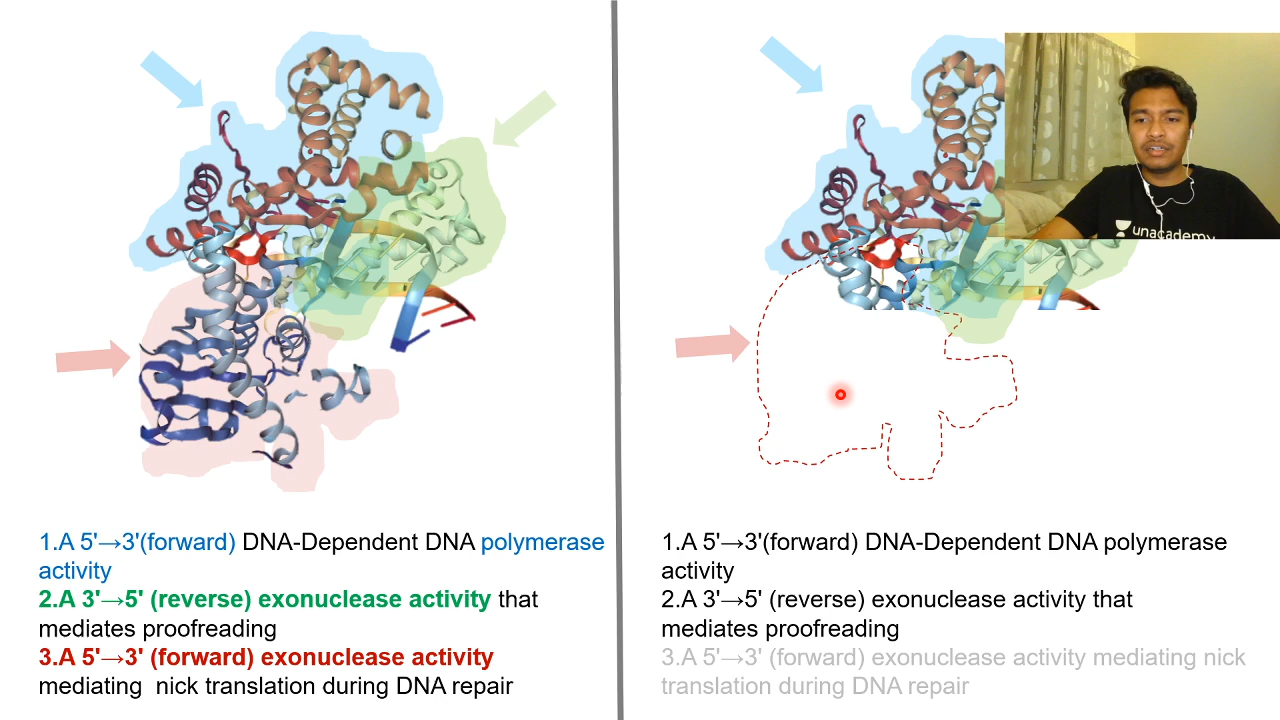 unacademy
1.A 5'→3'(forward) DNA-Dependent DNA polymerase
activity
2.A 3'→5' (reverse) exonuclease activity that
mediates proofreading
3.A 5'→3' (forward) exonuclease activity
mediating  nick translation during DNA repair
1.A 5'→3'(forward) DNA-Dependent DNA polymerase
activity
2.A 3'→5' (reverse) exonuclease activity that
mediates proofreading
3.A 5'→3' (forward) exonuclease activity mediating nick
translation during DNA repair